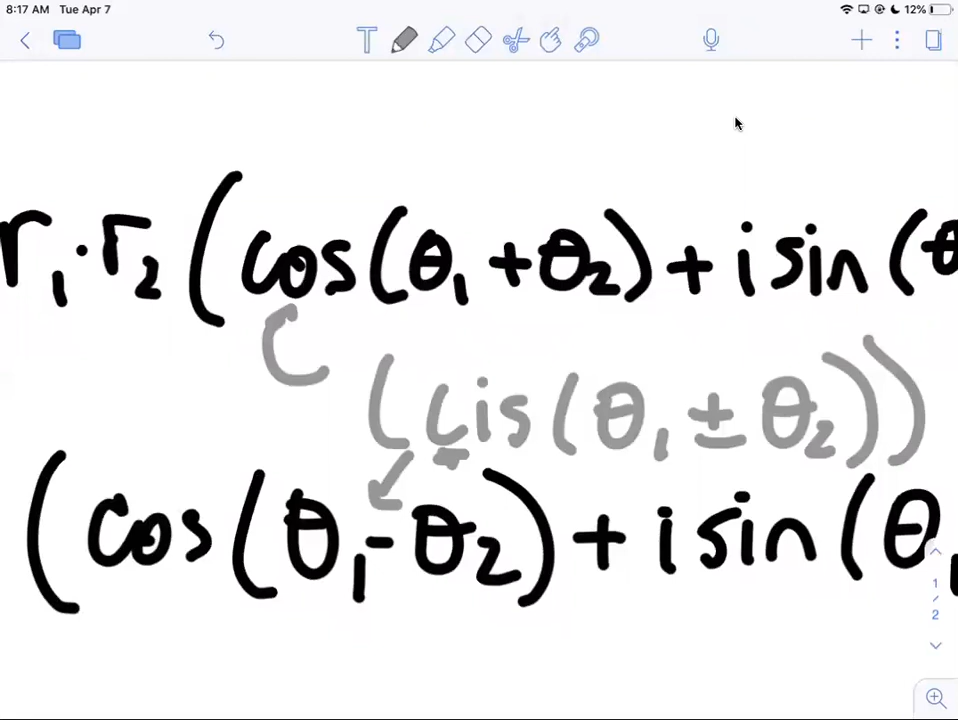 8:17 AM Tue Apr 7
12%
T
r₁·r₂(cos(θ₁+θ₂)+isin(θ
(cis(θ₁±θ₂))
(cos(θ₁-θ₂)+isin(θ
1
/
2